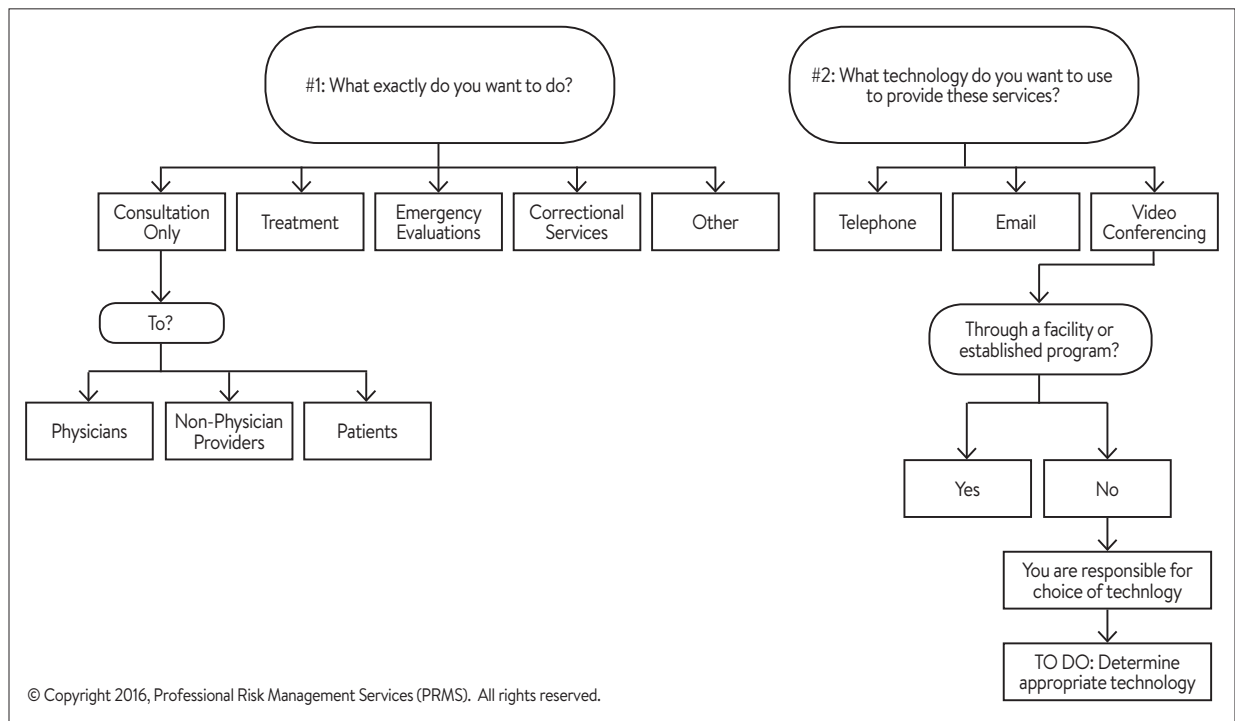 #1: What exactly do you want to do?
#2: What technology do you want to use
to provide these services?
Consultation
Only
Treatment
Emergency
Evaluations
Correctional
Services
Other
Telephone
Email
Video
Conferencing
To?
Through a facility or
established program?
Physicians
Non-Physician
Providers
Patients
Yes
No
You are responsible for
choice of technlogy
TO DO: Determine
appropriate technology
© Copyright 2016, Professional Risk Management Services (PRMS). All rights reserved.